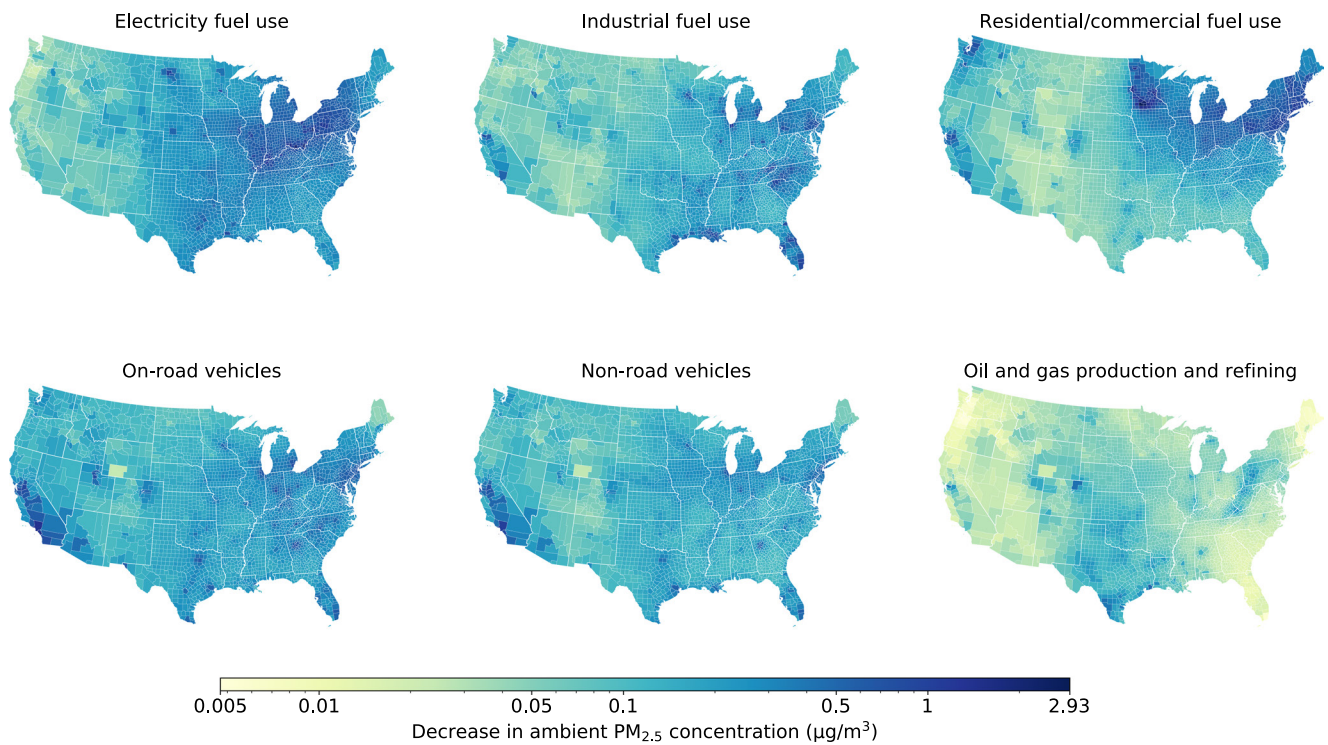 Electricity fuel use
Industrial fuel use
Residential/commercial fuel use
On-road vehicles
Non-road vehicles
Oil and gas production and refining
0.005 0.01 0.05 0.1 0.5 1 2.93
Decrease in ambient PM₂.₅ concentration (μg/m³)